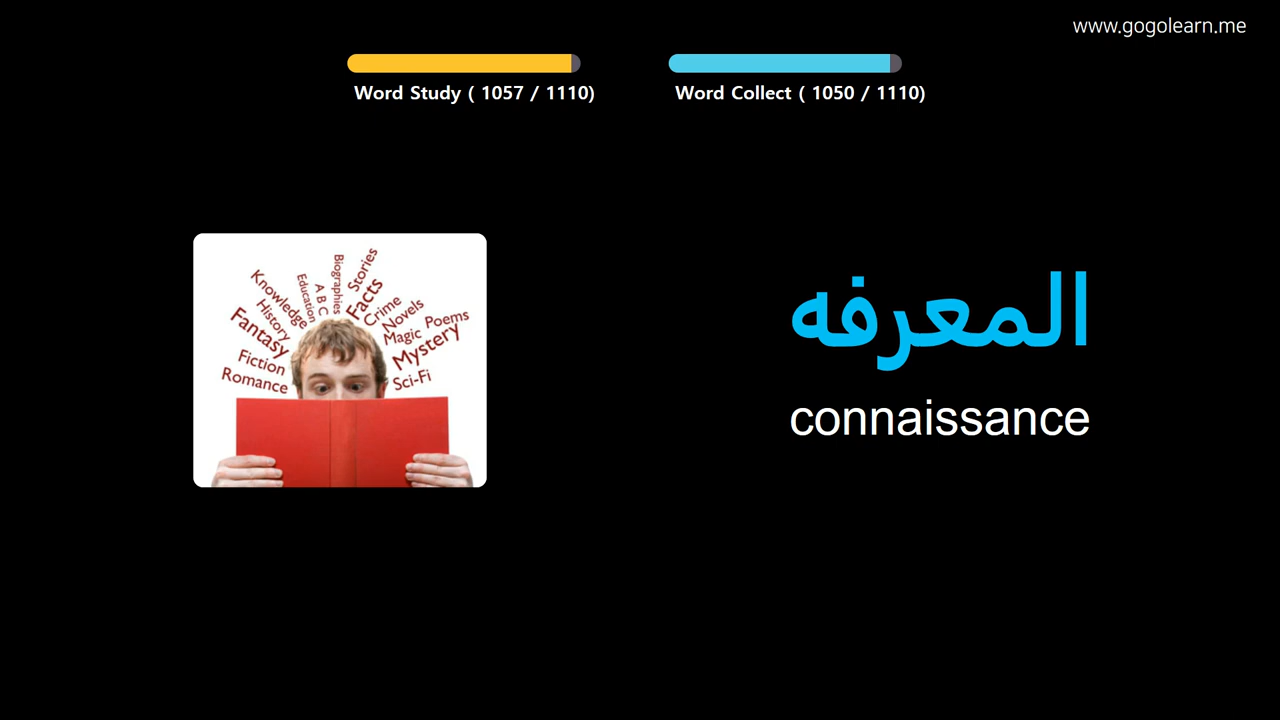 www.gogolearn.me
Word Study ( 1057 / 1110)
Word Collect ( 1050 / 1110)
Stories
Biographies
Facts
A B C
Education
Knowledge
Crime
History
Novels
Fantasy
Poems
Magic
Mystery
Fiction
Romance
Sci-Fi
المعرفه
connaissance